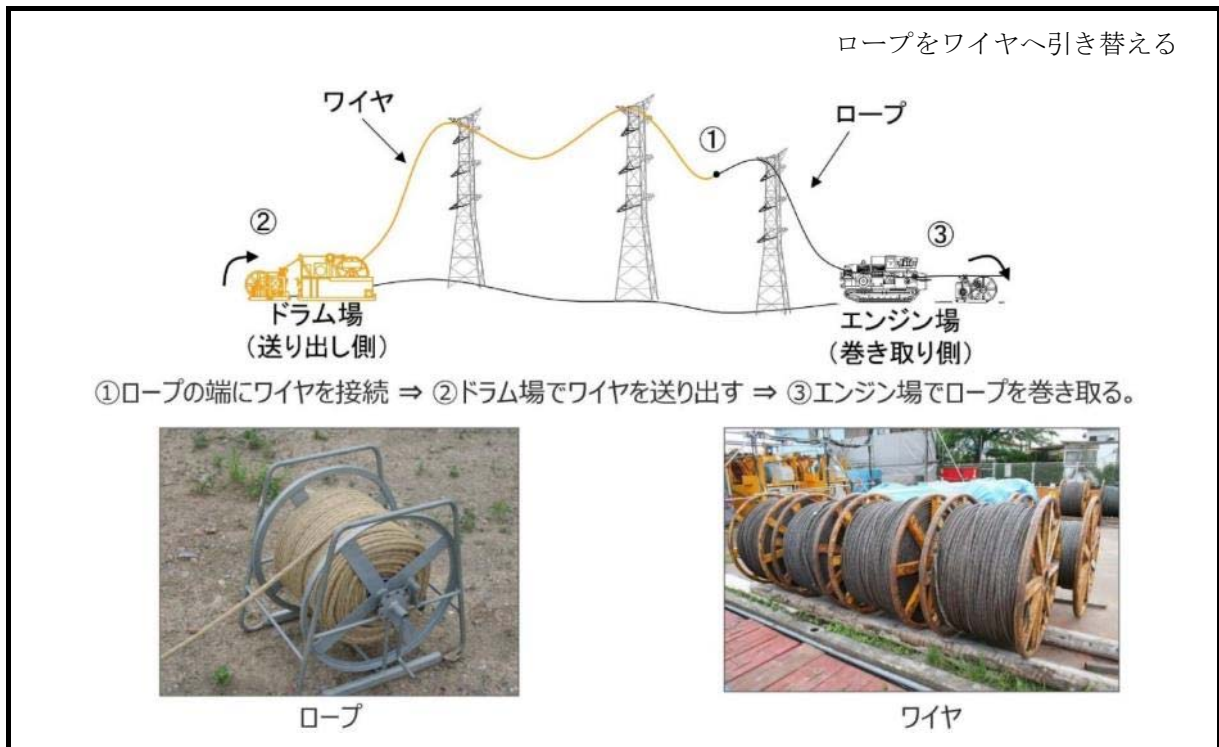 ロープをワイヤへ引き替える
ワイヤ
①
ロープ
②
③
ドラム場
（送り出し側）
エンジン場
（巻き取り側）
①ロープの端にワイヤを接続 ⇒ ②ドラム場でワイヤを送り出す ⇒ ③エンジン場でロープを巻き取る。
ロープ
ワイヤ